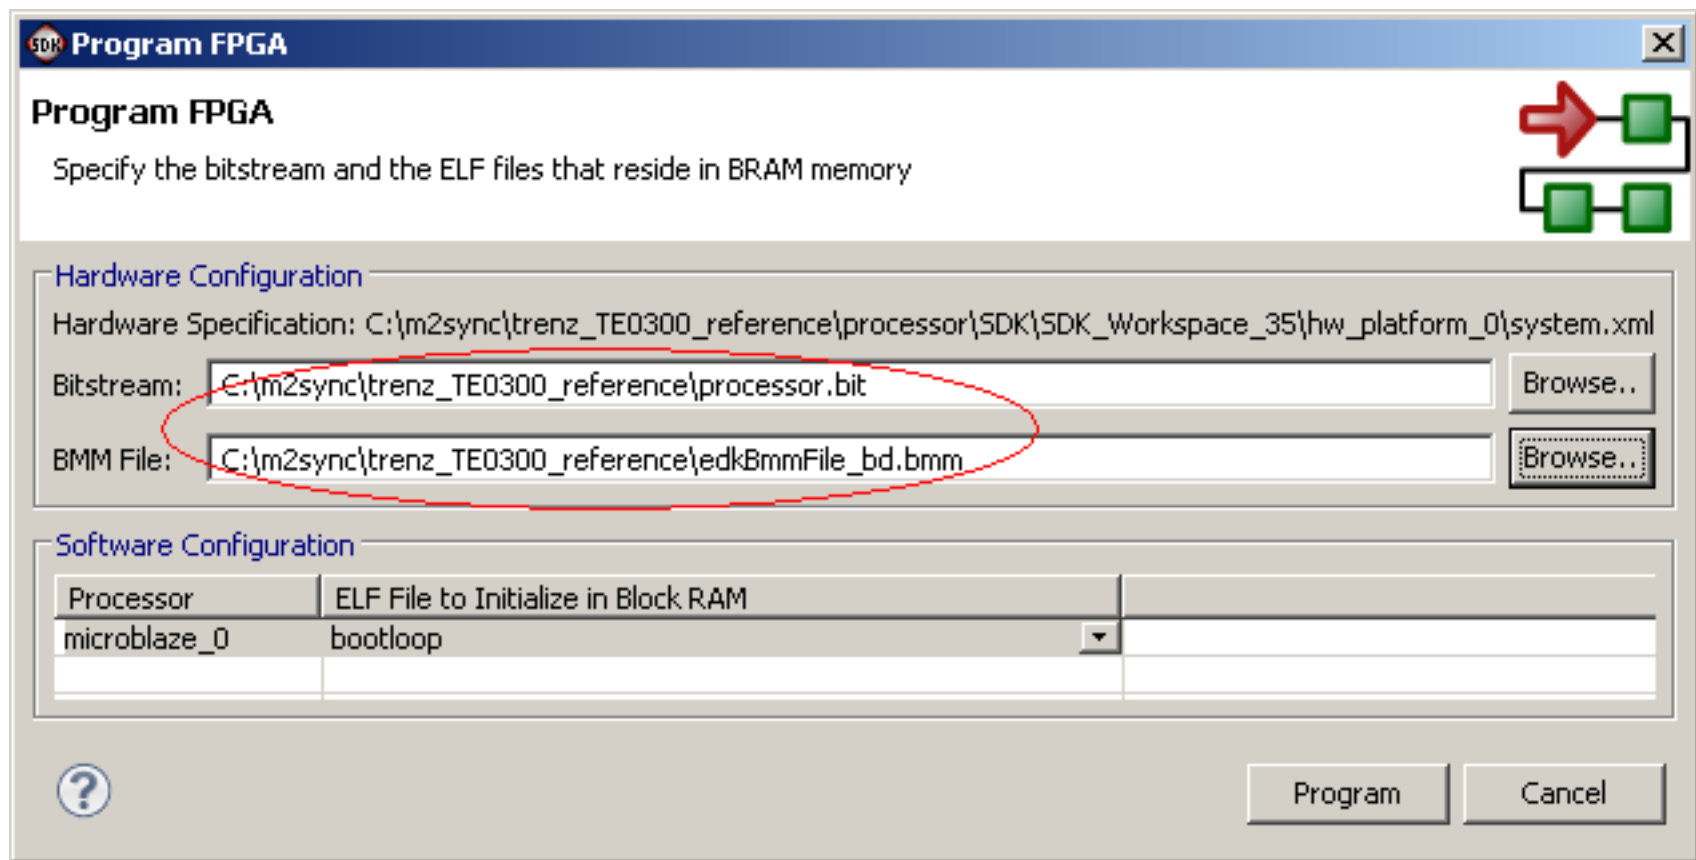 SDK Program FPGA
Program FPGA
Specify the bitstream and the ELF files that reside in BRAM memory
Hardware Configuration
Hardware Specification: C:\m2sync\trenz_TE0300_reference\processor\SDK\SDK_Workspace_35\hw_platform_0\system.xml
Bitstream: C:\m2sync\trenz_TE0300_reference\processor.bit Browse..
BMM File: C:\m2sync\trenz_TE0300_reference\edkBmmFile_bd.bmm Browse..
Software Configuration
Processor ELF File to Initialize in Block RAM
microblaze_0 bootloop
? Program Cancel